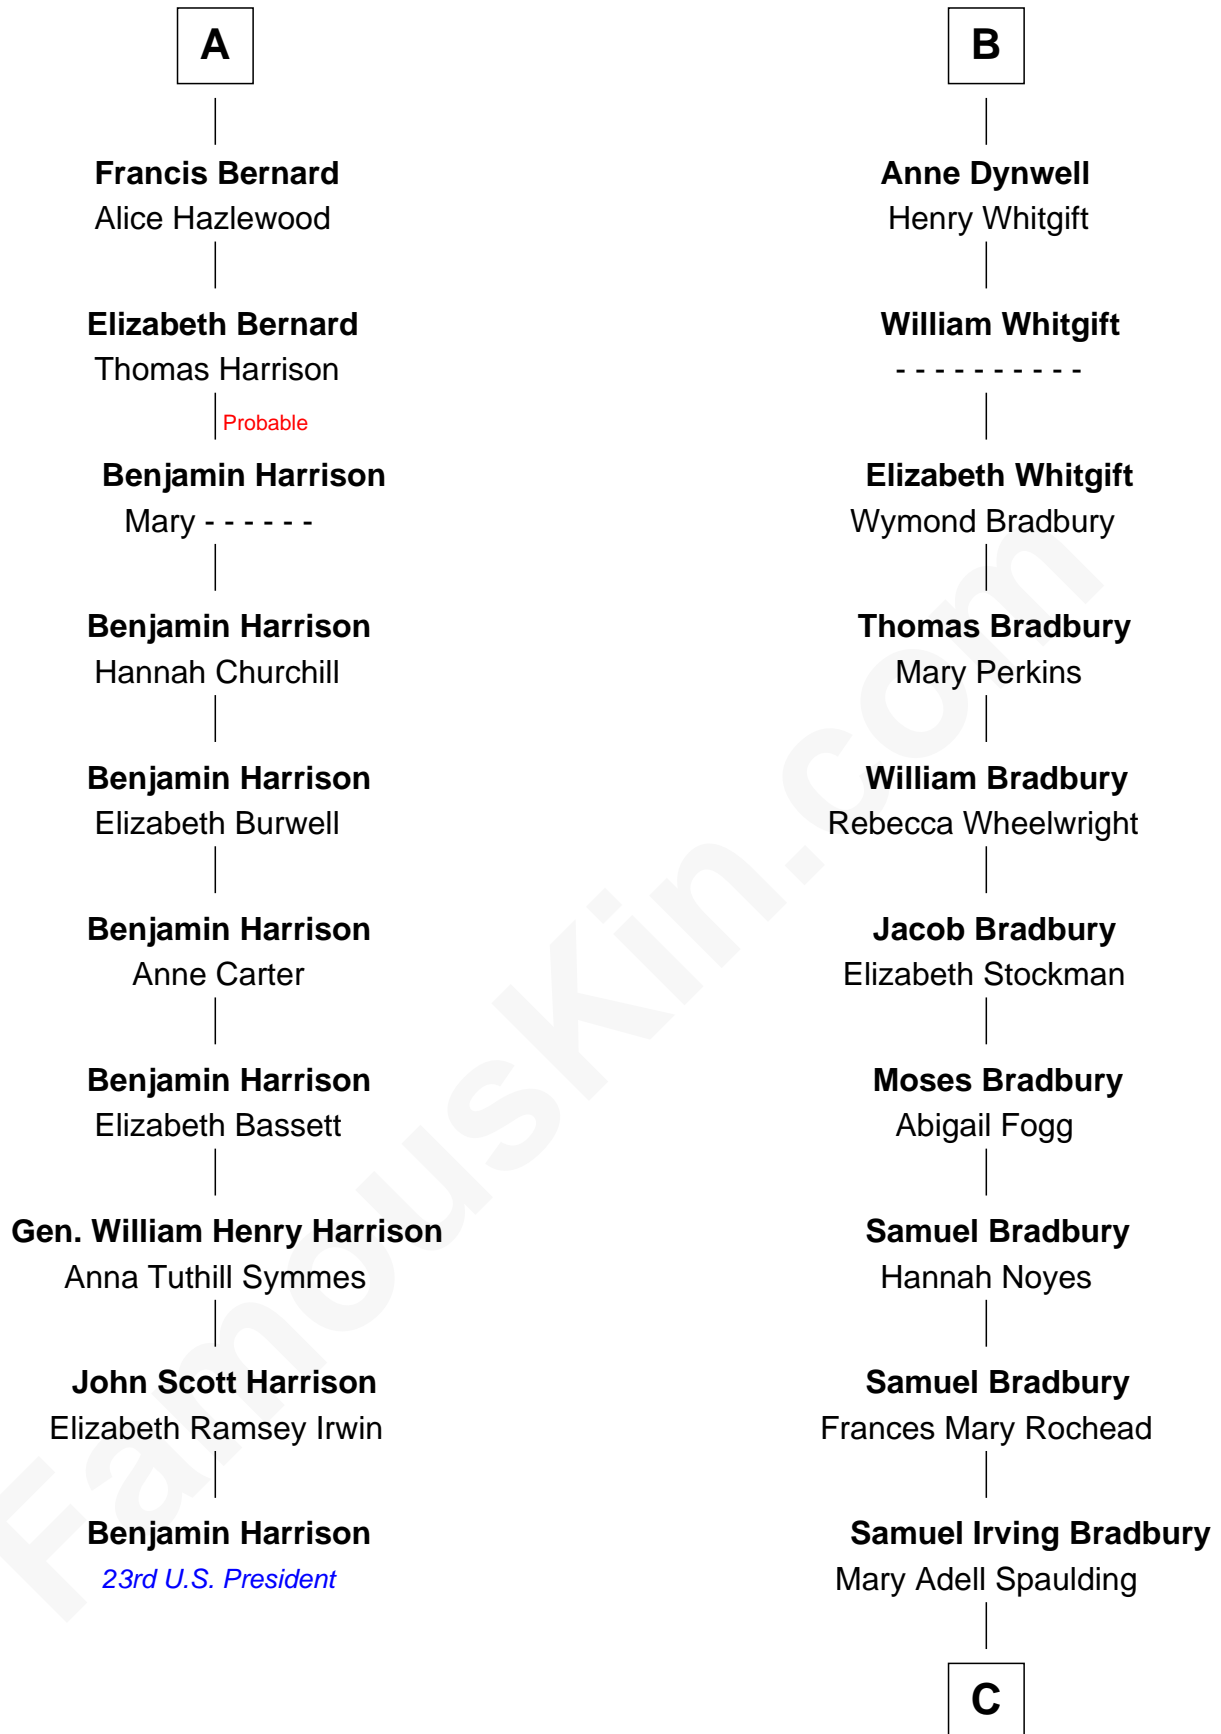 A
Francis Bernard
Alice Hazlewood
Elizabeth Bernard
Thomas Harrison
Probable
Benjamin Harrison
Mary - - - - - -
Benjamin Harrison
Hannah Churchill
Benjamin Harrison
Elizabeth Burwell
Benjamin Harrison
Anne Carter
Benjamin Harrison
Elizabeth Bassett
Gen. William Henry Harrison
Anna Tuthill Symmes
John Scott Harrison
Elizabeth Ramsey Irwin
Benjamin Harrison
23rd U.S. President
B
Anne Dynwell
Henry Whitgift
William Whitgift
- - - - - - - - - -
Elizabeth Whitgift
Wymond Bradbury
Thomas Bradbury
Mary Perkins
William Bradbury
Rebecca Wheelwright
Jacob Bradbury
Elizabeth Stockman
Moses Bradbury
Abigail Fogg
Samuel Bradbury
Hannah Noyes
Samuel Bradbury
Frances Mary Rochead
Samuel Irving Bradbury
Mary Adell Spaulding
C
FamousKin.com